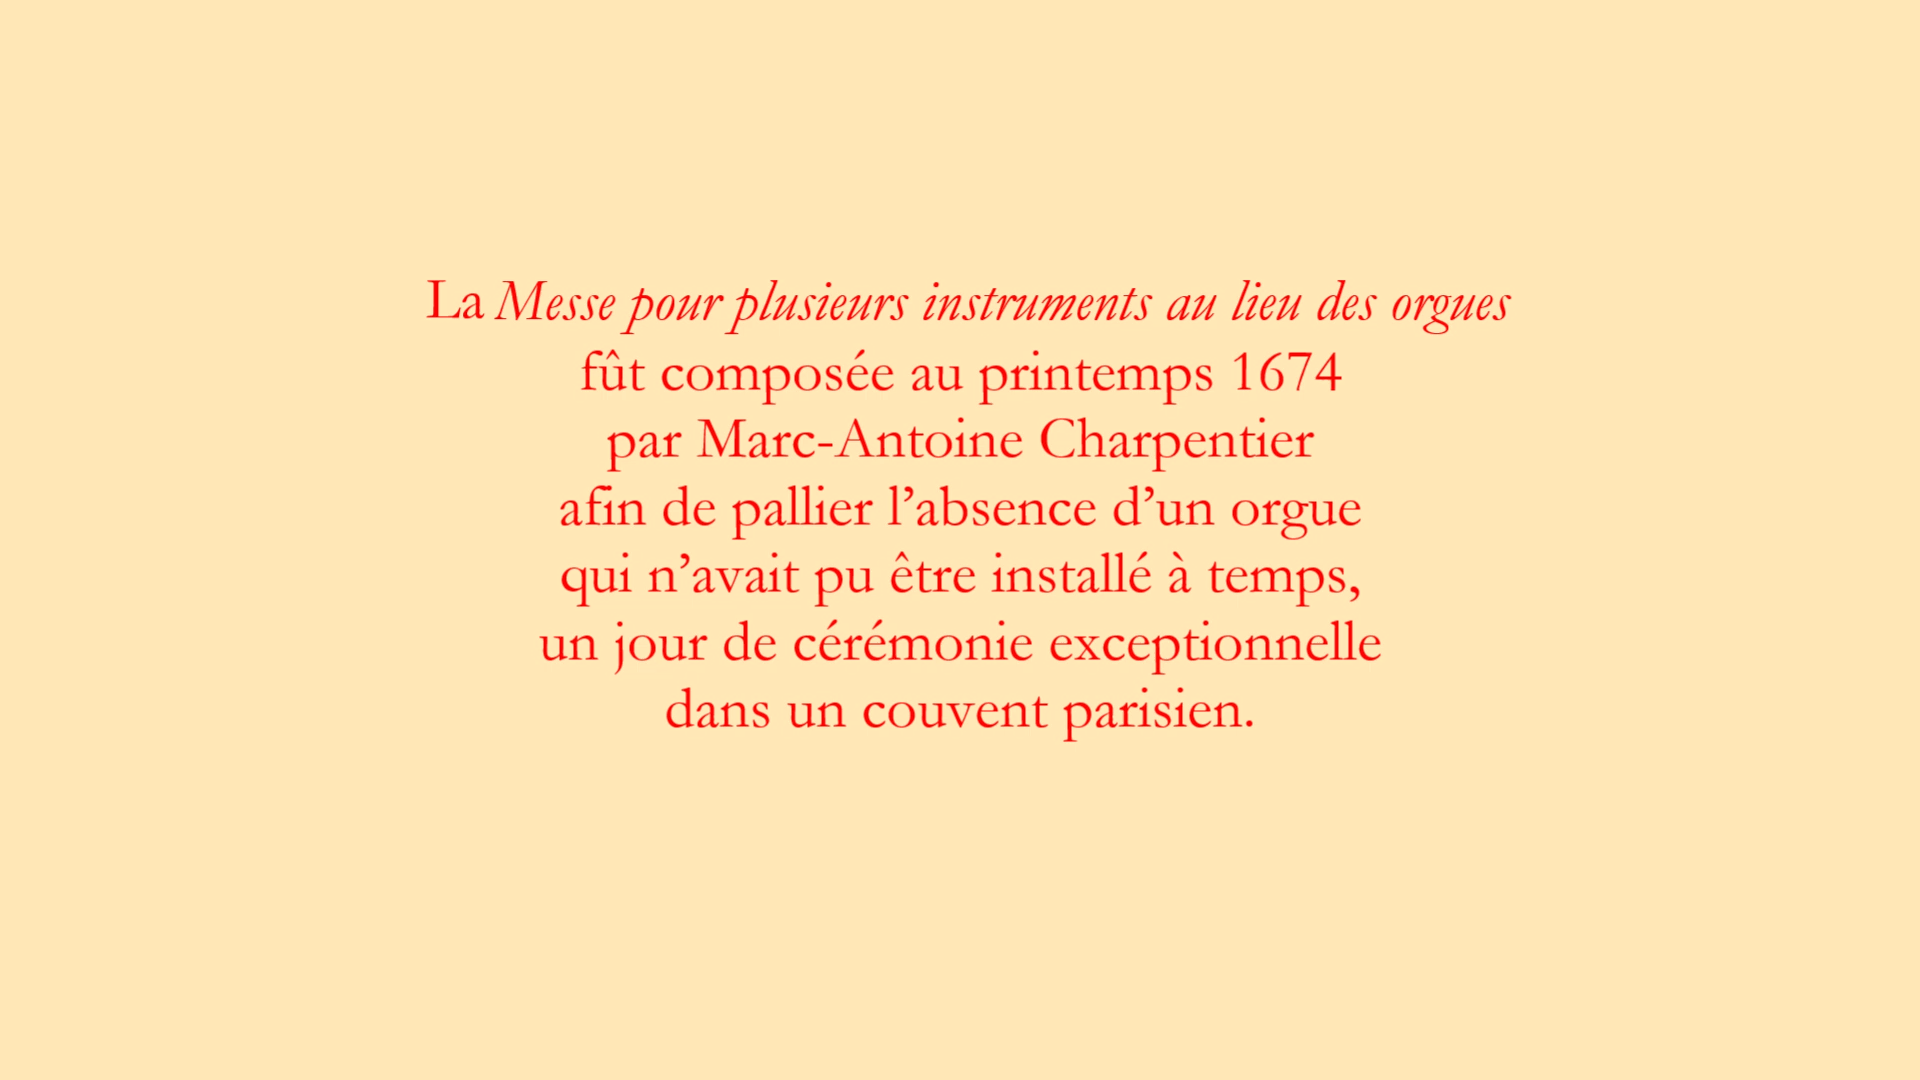 La Messe pour plusieurs instruments au lieu des orgues
fût composée au printemps 1674
par Marc-Antoine Charpentier
afin de pallier l’absence d’un orgue
qui n’avait pu être installé à temps,
un jour de cérémonie exceptionnelle
dans un couvent parisien.